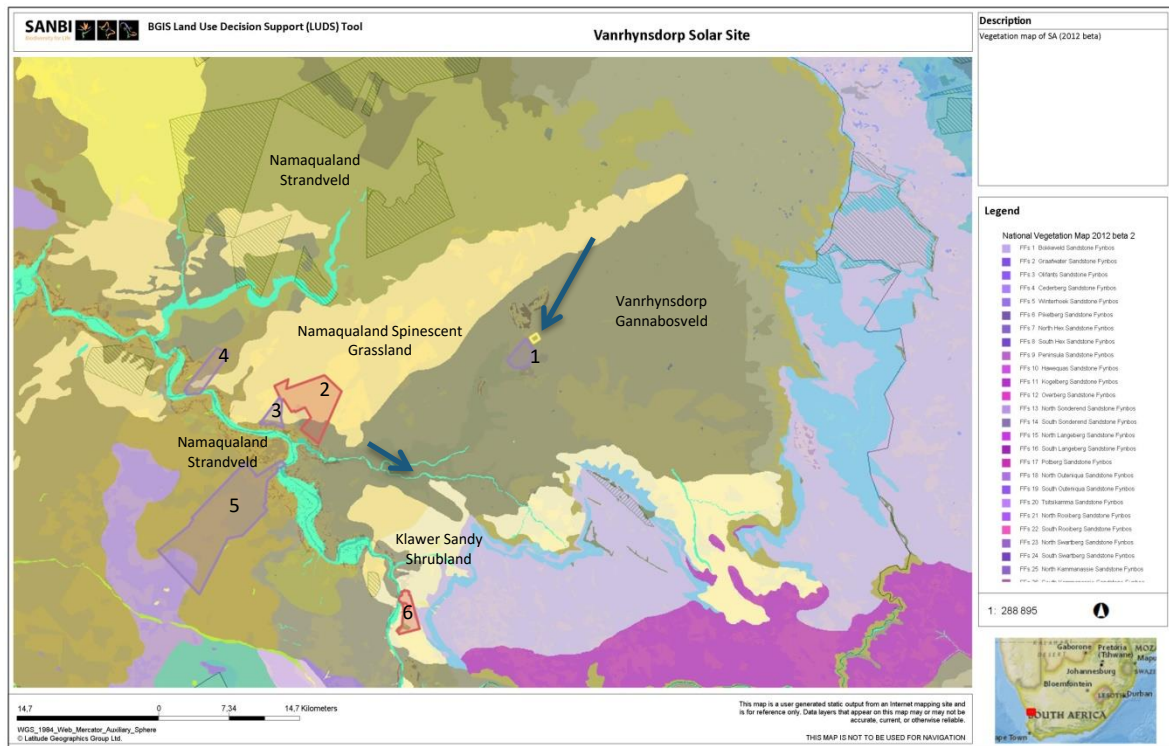 SANBI
Biodiversity for Life
BGIS Land Use Decision Support (LUDS) Tool
Vanrhynsdorp Solar Site
Description
Vegetation map of SA (2012 beta)
Namaqualand
Strandveld
Vanrhynsdorp
Gannabosveld
Namaqualand Spinescent
Grassland
1
4
2
3
Namaqualand
Strandveld
5
Klawer Sandy
Shrubland
6
Legend
National Vegetation Map 2012 beta 2
FFs 1 Bokkeveld Sandstone Fynbos
FFs 2 Graafwater Sandstone Fynbos
FFs 3 Olifants Sandstone Fynbos
FFs 4 Cederberg Sandstone Fynbos
FFs 5 Winterhoek Sandstone Fynbos
FFs 6 Piketberg Sandstone Fynbos
FFs 7 North Hex Sandstone Fynbos
FFs 8 South Hex Sandstone Fynbos
FFs 9 Peninsula Sandstone Fynbos
FFs 10 Hawequas Sandstone Fynbos
FFs 11 Kogelberg Sandstone Fynbos
FFs 12 Overberg Sandstone Fynbos
FFs 13 North Sonderend Sandstone Fynbos
FFs 14 South Sonderend Sandstone Fynbos
FFs 15 North Langeberg Sandstone Fynbos
FFs 16 South Langeberg Sandstone Fynbos
FFs 17 Potberg Sandstone Fynbos
FFs 18 North Outeniqua Sandstone Fynbos
FFs 19 South Outeniqua Sandstone Fynbos
FFs 20 Tsitsikamma Sandstone Fynbos
FFs 21 North Rooiberg Sandstone Fynbos
FFs 22 South Rooiberg Sandstone Fynbos
FFs 23 North Swartberg Sandstone Fynbos
FFs 24 South Swartberg Sandstone Fynbos
FFs 25 North Kammanassie Sandstone Fynbos
1: 288 895
Gaborone Pretoria MOZ
(Tshwane) Mapu
Johannesburg SWAZ
Bloemfontein
LESOTHO Durban
SOUTH AFRICA
ape Town
14,7 0 7,34 14,7 Kilometers
WGS_1984_Web_Mercator_Auxiliary_Sphere
© Latitude Geographics Group Ltd.
This map is a user generated static output from an Internet mapping site and
is for reference only. Data layers that appear on this map may or may not be
accurate, current, or otherwise reliable.
THIS MAP IS NOT TO BE USED FOR NAVIGATION